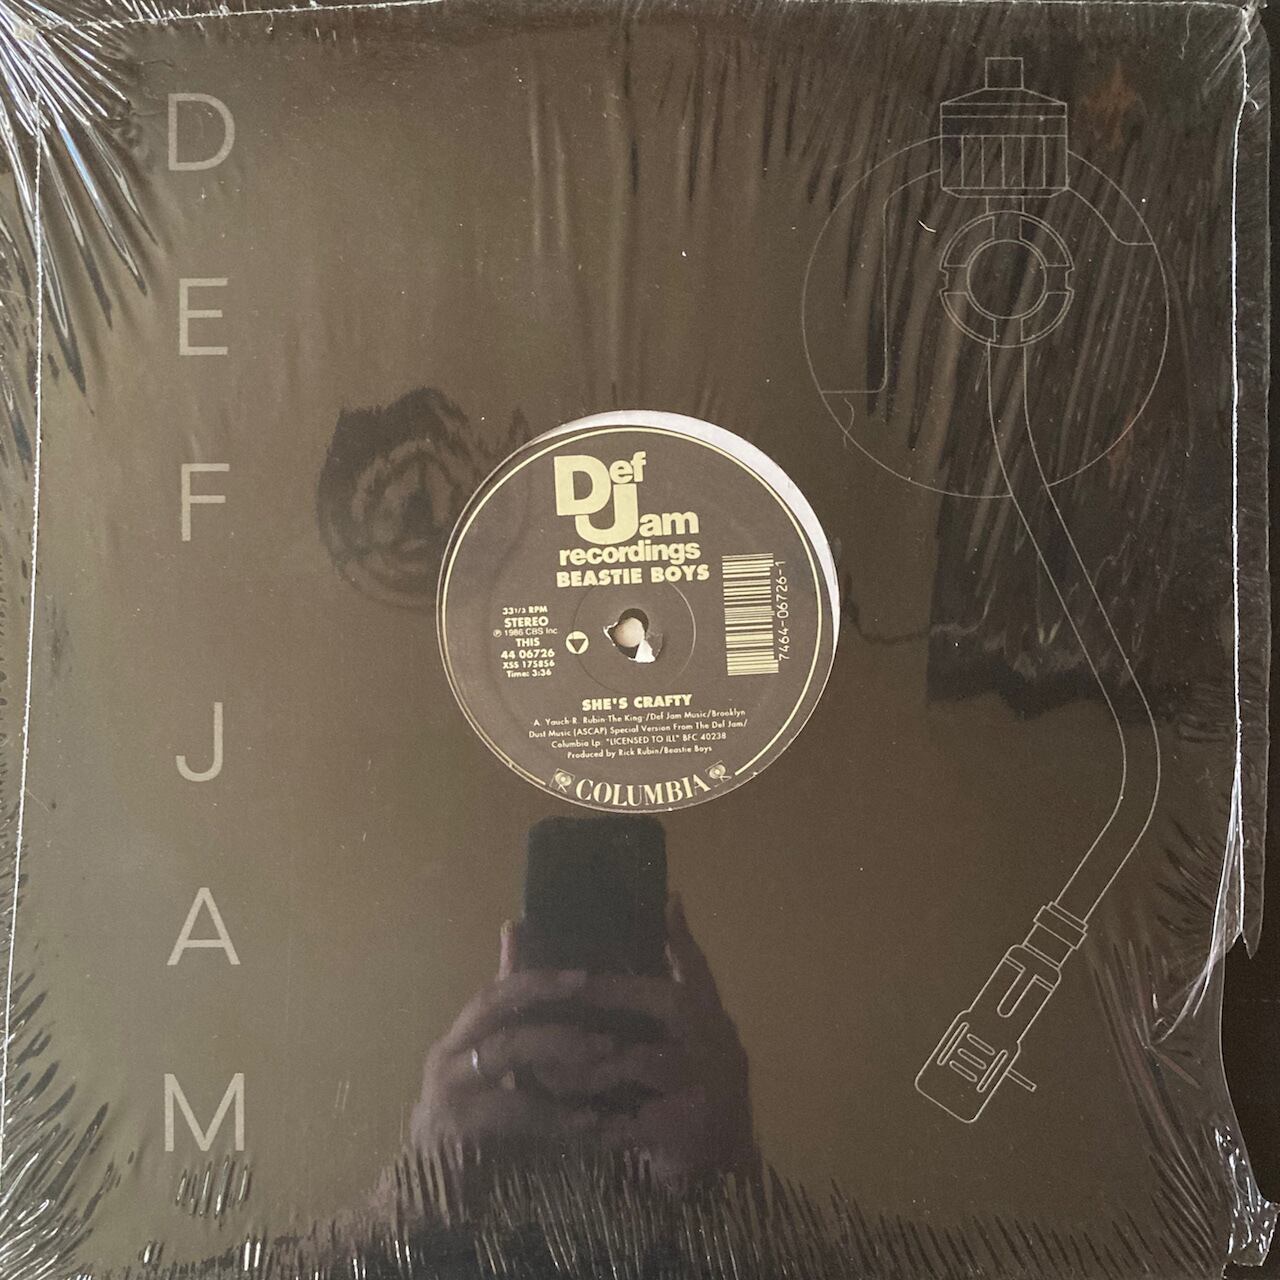 D
E
F
J
A
M
Def
Jam
recordings
BEASTIE BOYS
33 1/3 RPM
STEREO
℗ 1986 CBS Inc
THIS
44 06726
XSS 175856
Time: 3:36
7464-06726-1
SHE'S CRAFTY
A. Yauch-R. Rubin-The King-/Def Jam Music/Brooklyn
Dust Music (ASCAP) Special Version From The Def Jam/
Columbia Lp: "LICENSED TO ILL" BFC 40238
Produced by Rick Rubin/Beastie Boys
COLUMBIA